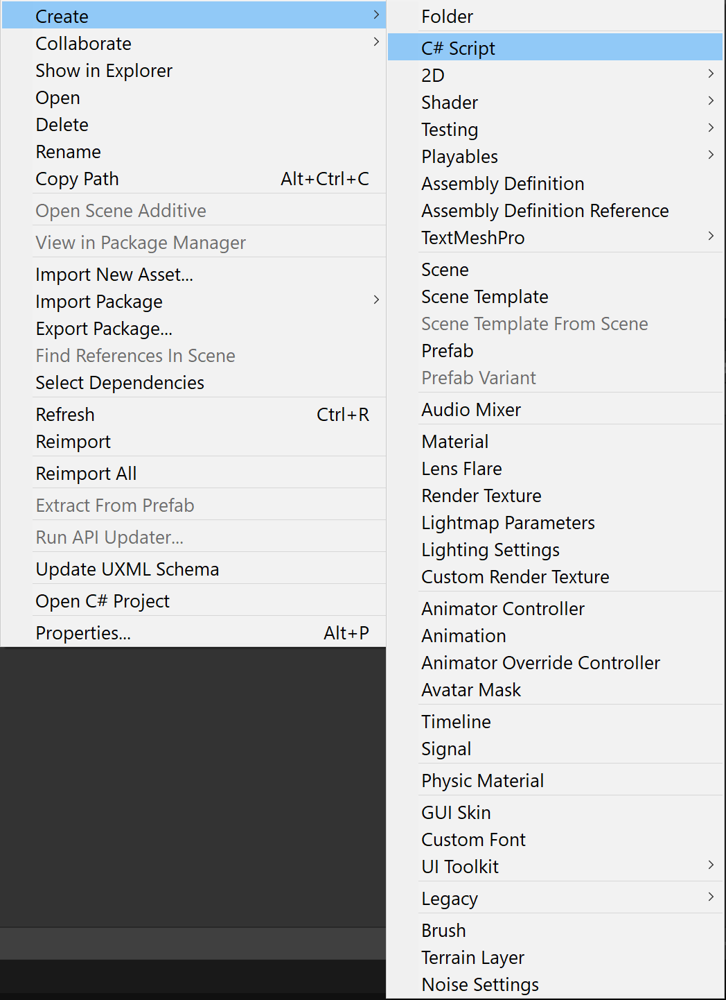 Create
Collaborate
Show in Explorer
Open
Delete
Rename
Copy Path Alt+Ctrl+C
Open Scene Additive
View in Package Manager
Import New Asset...
Import Package
Export Package...
Find References In Scene
Select Dependencies
Refresh Ctrl+R
Reimport
Reimport All
Extract From Prefab
Run API Updater...
Update UXML Schema
Open C# Project
Properties... Alt+P
Folder
C# Script
2D
Shader
Testing
Playables
Assembly Definition
Assembly Definition Reference
TextMeshPro
Scene
Scene Template
Scene Template From Scene
Prefab
Prefab Variant
Audio Mixer
Material
Lens Flare
Render Texture
Lightmap Parameters
Lighting Settings
Custom Render Texture
Animator Controller
Animation
Animator Override Controller
Avatar Mask
Timeline
Signal
Physic Material
GUI Skin
Custom Font
UI Toolkit
Legacy
Brush
Terrain Layer
Noise Settings